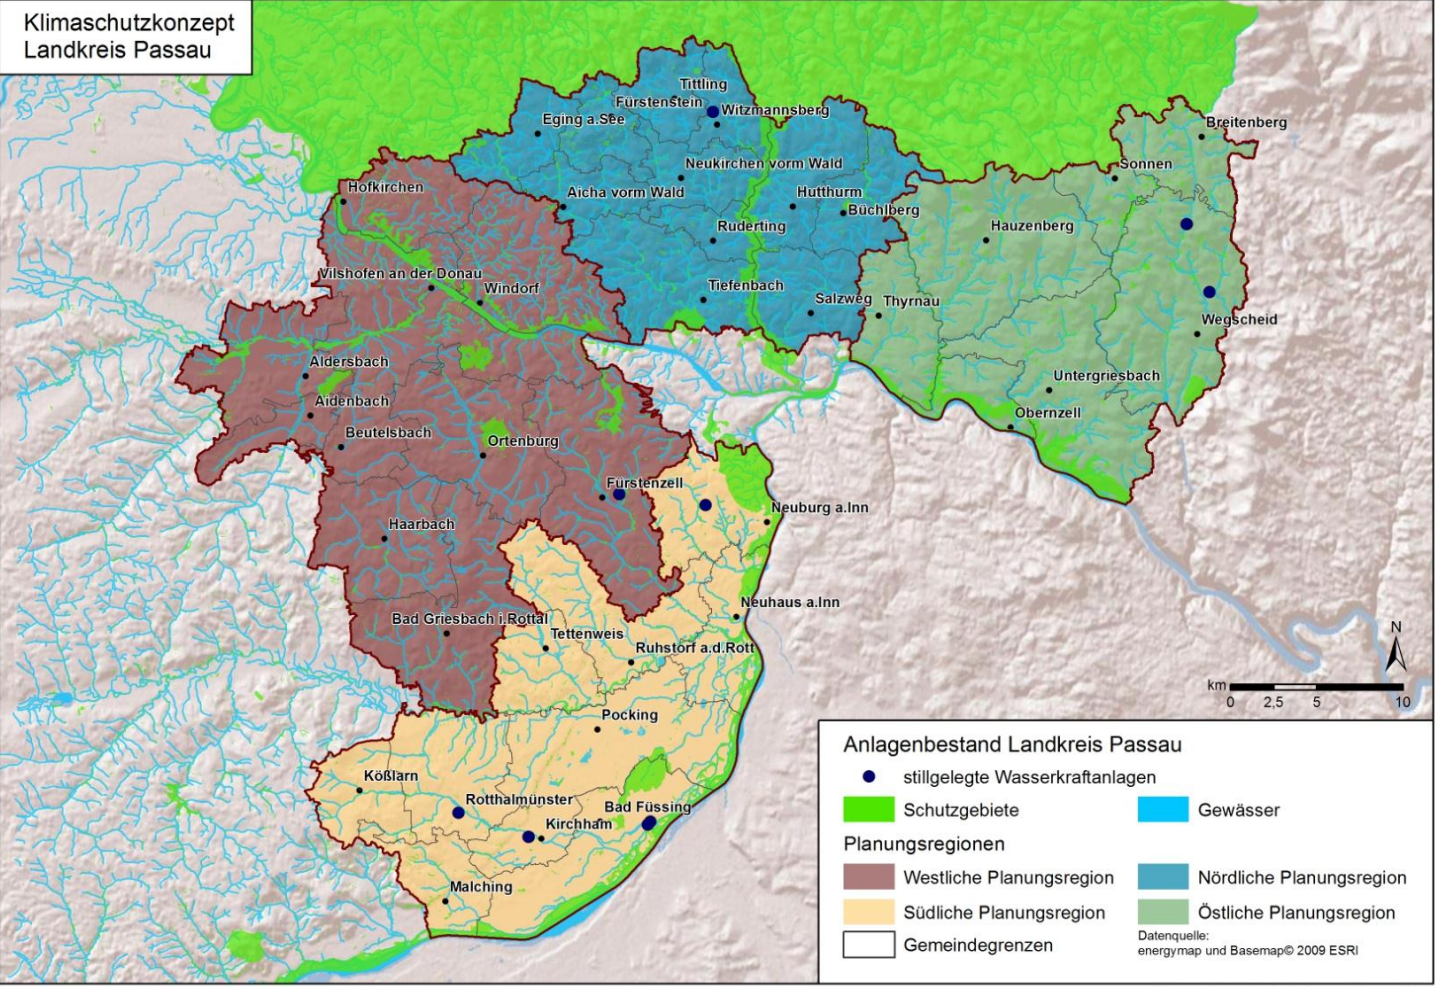 Klimaschutzkonzept
Landkreis Passau
Tittling
Fürstenstein
Witzmannsberg
Eging a.See
Breitenberg
Neukirchen vorm Wald
Sonnen
Hofkirchen
Aicha vorm Wald
Hutthurm
Büchlberg
Ruderting
Hauzenberg
Vilshofen an der Donau
Windorf
Tiefenbach
Salzweg
Thyrnau
Wegscheid
Aldersbach
Untergriesbach
Aidenbach
Obernzell
Beutelsbach
Ortenburg
Fürstenzell
Neuburg a.Inn
Haarbach
Neuhaus a.Inn
Bad Griesbach i.Rottal
Tettenweis
Ruhstorf a.d.Rott
Pocking
Kößlarn
Rotthalmünster
Bad Füssing
Kirchham
Malching
N
km
0 2,5 5 10
Anlagenbestand Landkreis Passau
stillgelegte Wasserkraftanlagen
Schutzgebiete
Gewässer
Planungsregionen
Westliche Planungsregion
Nördliche Planungsregion
Südliche Planungsregion
Östliche Planungsregion
Gemeindegrenzen
Datenquelle:
energymap und Basemap© 2009 ESRI